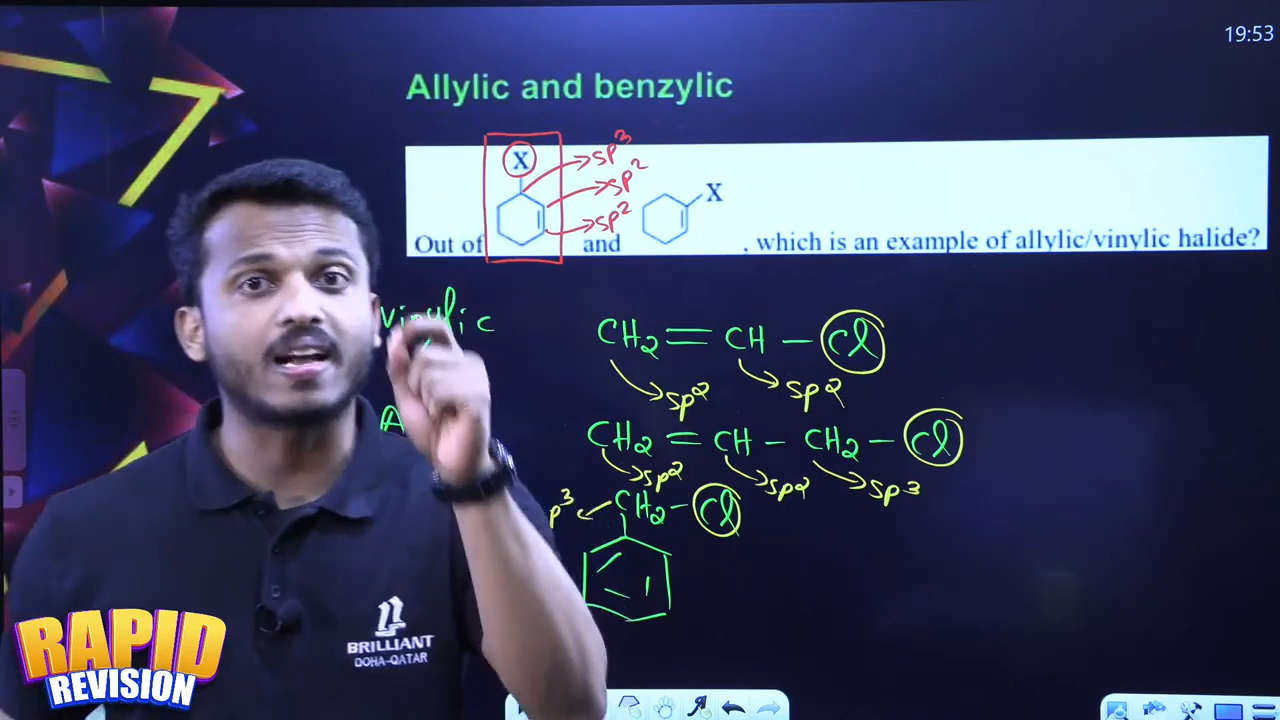 19:53
Allylic and benzylic
X
sp³
sp²
sp²
X
Out of and , which is an example of allylic/vinylic halide?
Vinylic
CH₂ = CH – Cl
sp² sp²
CH₂ = CH – CH₂ – Cl
sp² sp² sp³
CH₂ – Cl
BRILLIANT
DOHA-QATAR
RAPID
REVISION